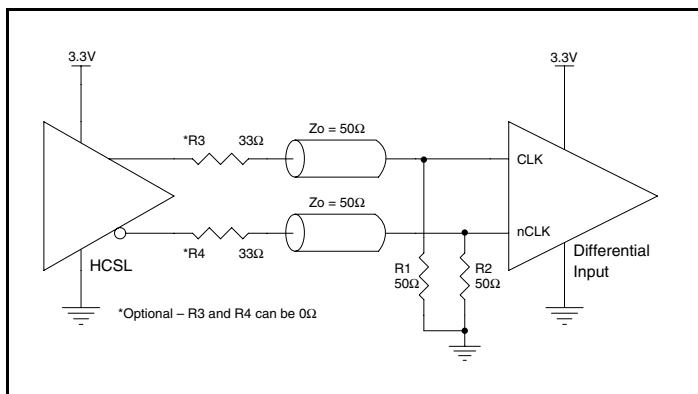 3.3V
3.3V
*R3 33Ω
Zo = 50Ω
CLK
Zo = 50Ω
nCLK
*R4 33Ω
HCSL
R1
50Ω
R2
50Ω
Differential
Input
*Optional – R3 and R4 can be 0Ω